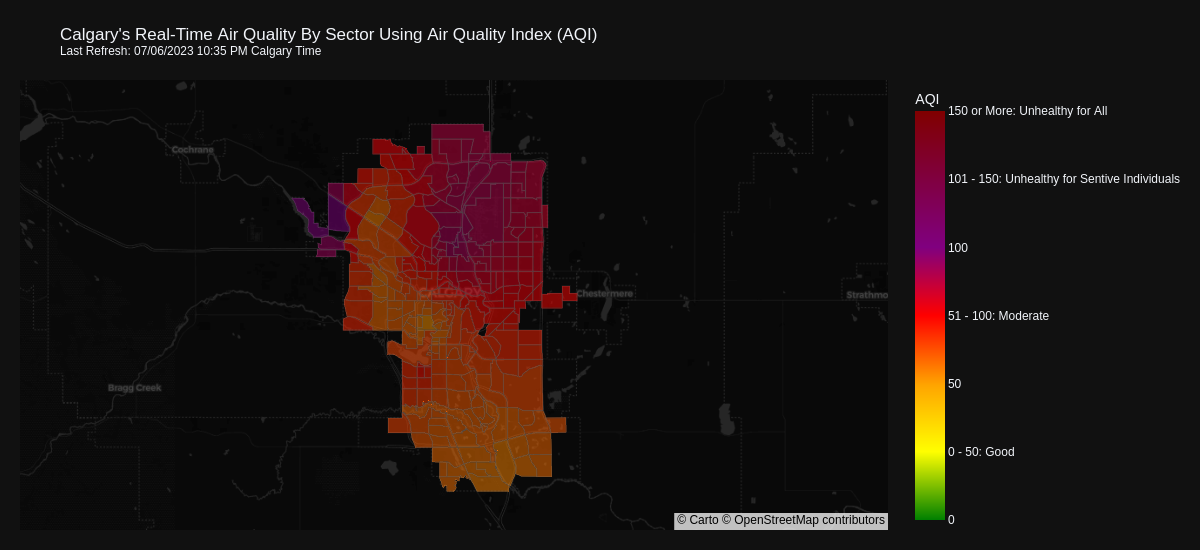 Calgary's Real-Time Air Quality By Sector Using Air Quality Index (AQI)
Last Refresh: 07/06/2023 10:35 PM Calgary Time
AQI
150 or More: Unhealthy for All
Cochrane
101 - 150: Unhealthy for Sentive Individuals
100
CALGARY
Chestermere
Strathmo
51 - 100: Moderate
50
Bragg Creek
0 - 50: Good
0
© Carto © OpenStreetMap contributors